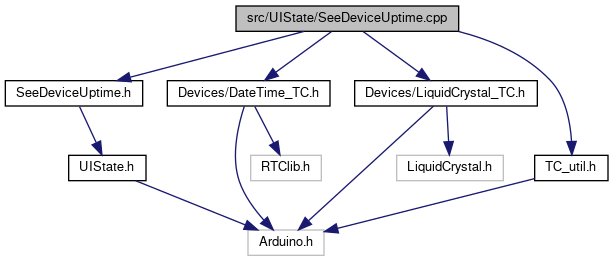 src/UIState/SeeDeviceUptime.cpp
SeeDeviceUptime.h
Devices/DateTime_TC.h
Devices/LiquidCrystal_TC.h
UIState.h
RTClib.h
LiquidCrystal.h
TC_util.h
Arduino.h